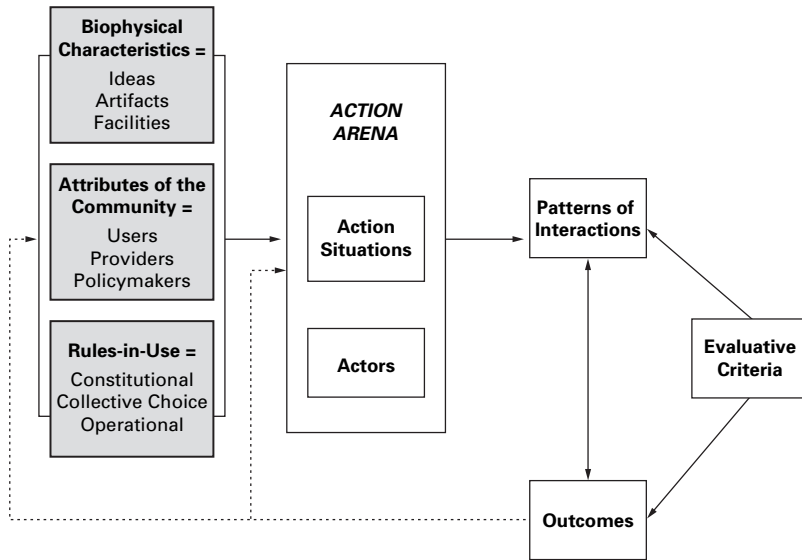 Biophysical
Characteristics =
Ideas
Artifacts
Facilities
Attributes of the
Community =
Users
Providers
Policymakers
Rules-in-Use =
Constitutional
Collective Choice
Operational
ACTION
ARENA
Action
Situations
Actors
Patterns of
Interactions
Evaluative
Criteria
Outcomes